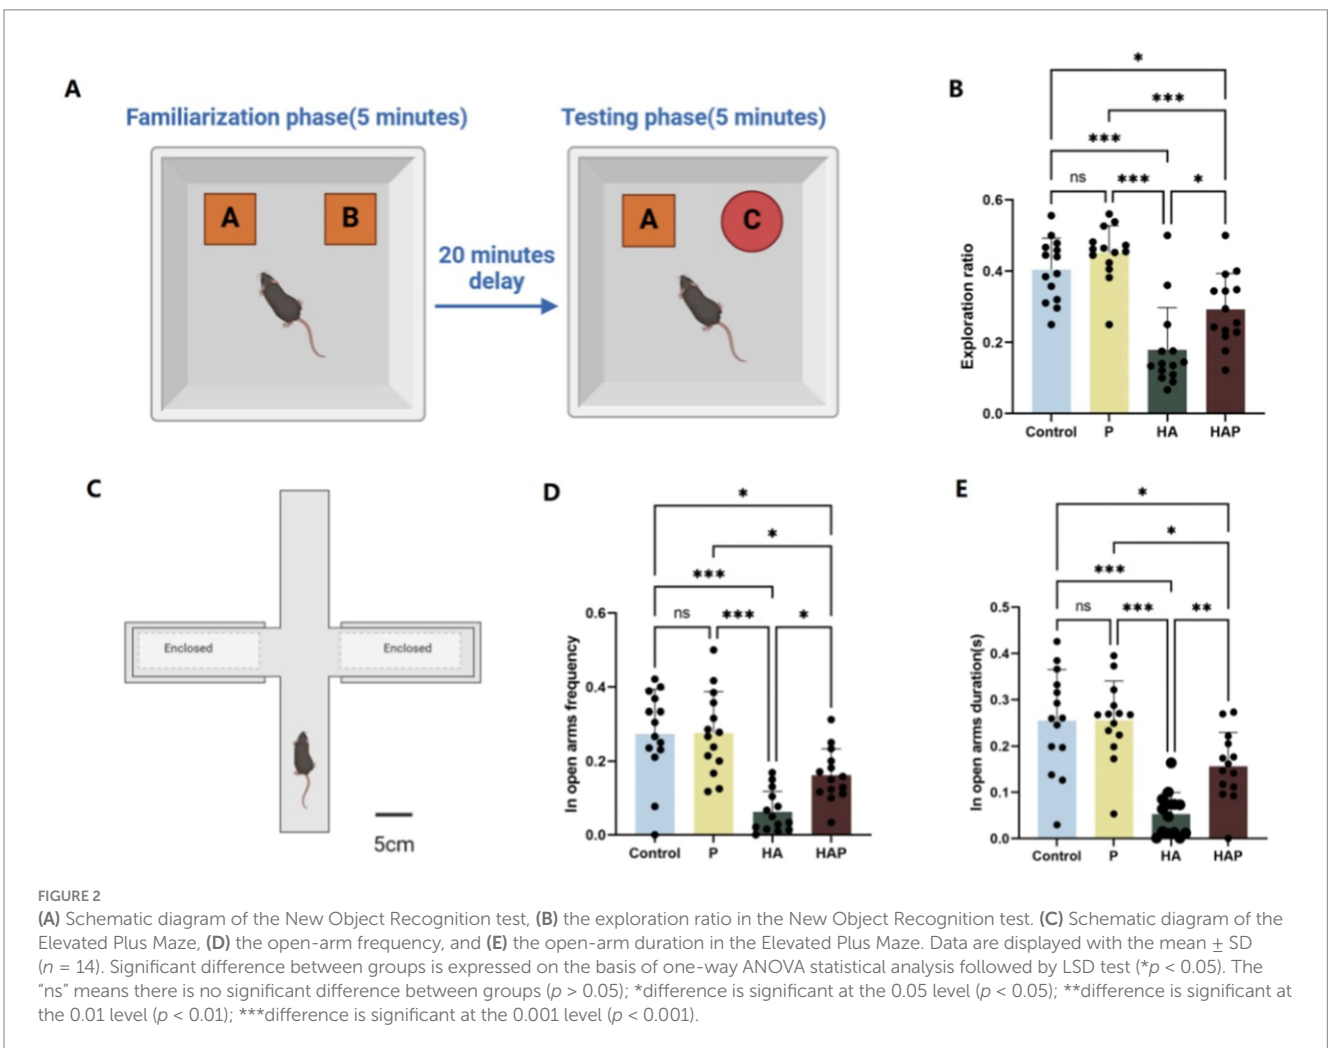 A
Familiarization phase(5 minutes)
Testing phase(5 minutes)
A
B
20 minutes
delay
A
C
B
*
***
***
ns
***
*
Exploration ratio
0.6
0.4
0.2
0.0
Control
P
HA
HAP
C
Enclosed
Enclosed
5cm
D
*
*
***
ns
***
*
In open arms frequency
0.6
0.4
0.2
0.0
Control
P
HA
HAP
E
*
*
***
ns
***
**
In open arms duration(s)
0.5
0.4
0.3
0.2
0.1
0.0
Control
P
HA
HAP
FIGURE 2
(A) Schematic diagram of the New Object Recognition test, (B) the exploration ratio in the New Object Recognition test. (C) Schematic diagram of the
Elevated Plus Maze, (D) the open-arm frequency, and (E) the open-arm duration in the Elevated Plus Maze. Data are displayed with the mean ± SD
(n = 14). Significant difference between groups is expressed on the basis of one-way ANOVA statistical analysis followed by LSD test (*p < 0.05). The
“ns” means there is no significant difference between groups (p > 0.05); *difference is significant at the 0.05 level (p < 0.05); **difference is significant at
the 0.01 level (p < 0.01); ***difference is significant at the 0.001 level (p < 0.001).